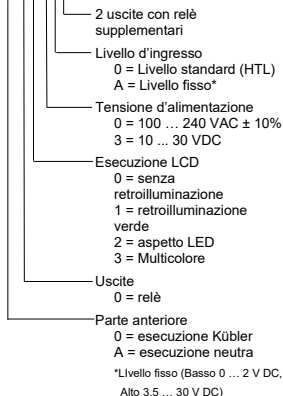 2 uscite con relè
supplementari
Livello d'ingresso
0 = Livello standard (HTL)
A = Livello fisso*
Tensione d'alimentazione
0 = 100 … 240 VAC ± 10%
3 = 10 ... 30 VDC
Esecuzione LCD
0 = senza
retroilluminazione
1 = retroilluminazione
verde
2 = aspetto LED
3 = Multicolore
Uscite
0 = relè
Parte anteriore
0 = esecuzione Kübler
A = esecuzione neutra
*LIvello fisso (Basso 0 … 2 V DC,
Alto 3,5 … 30 V DC)